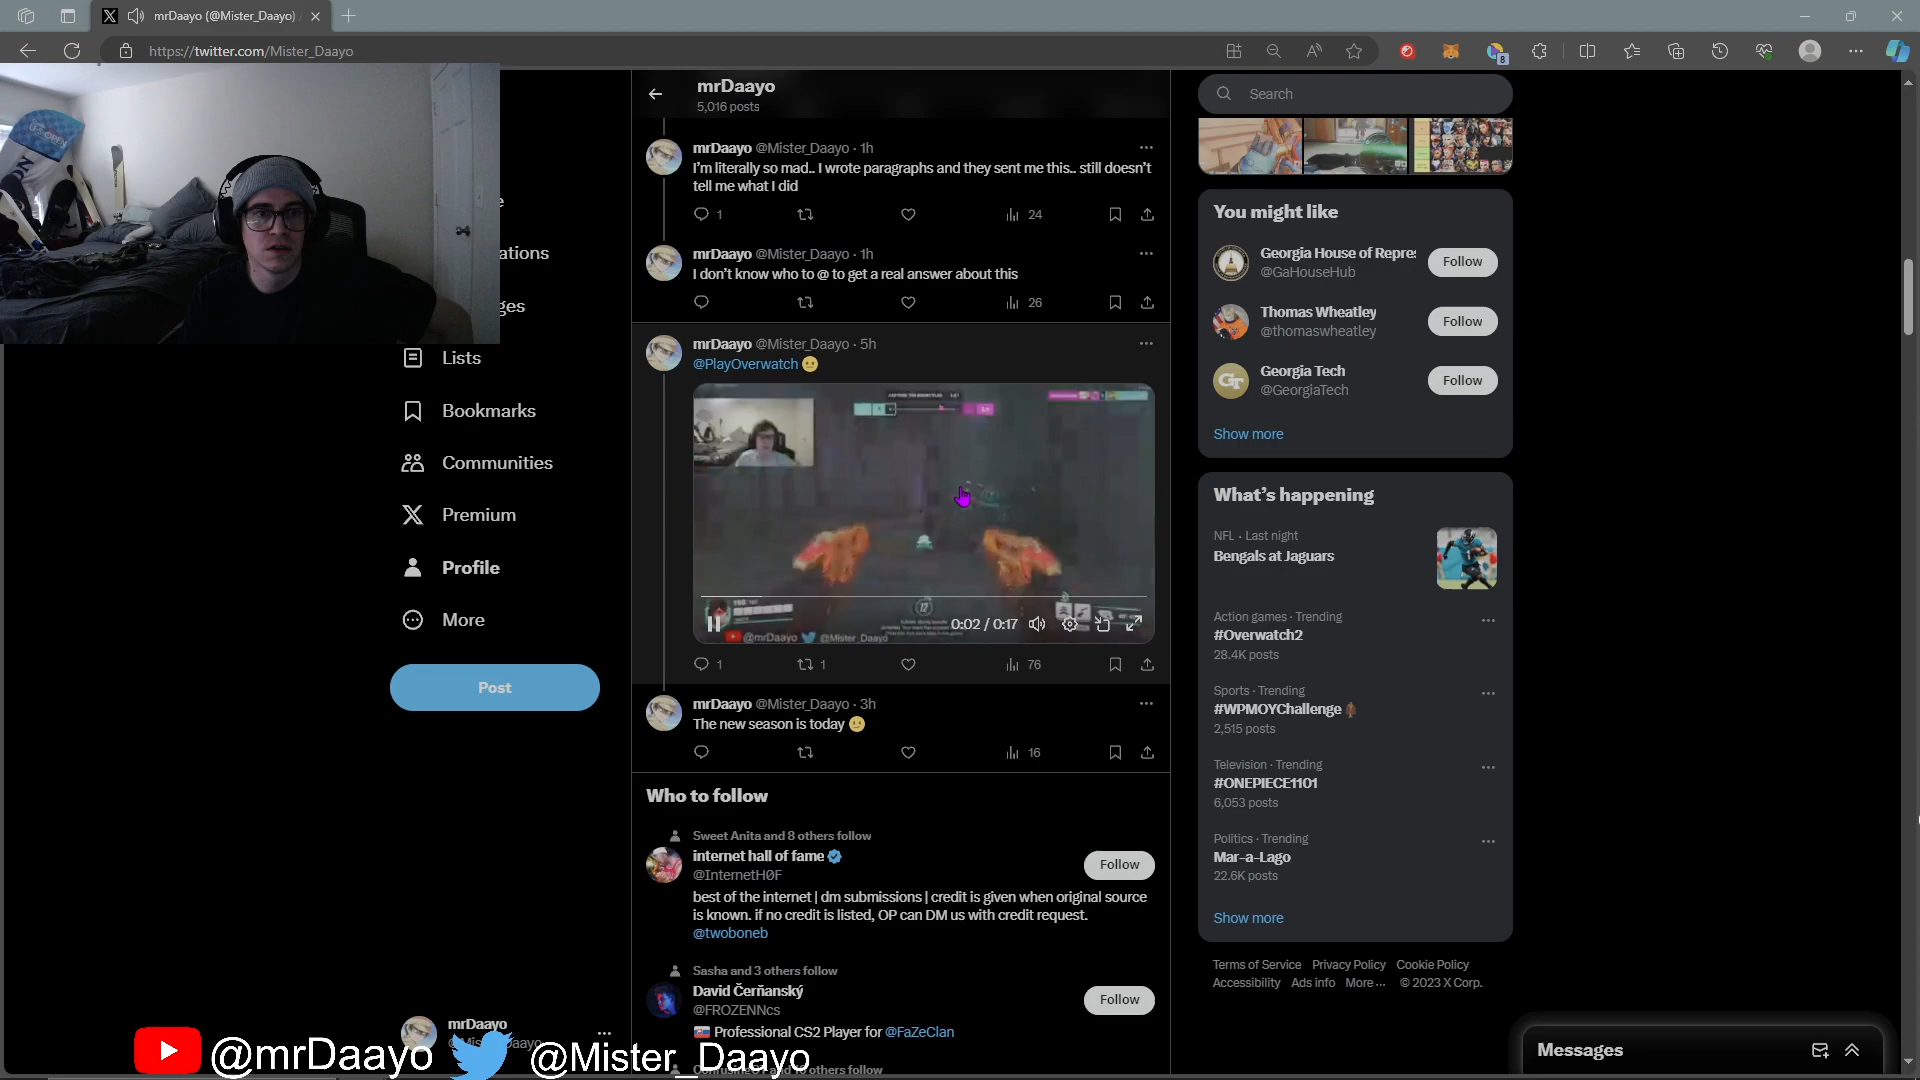 mrDaayo (@Mister_Daayo)
https://twitter.com/Mister_Daayo
8
mrDaayo
5,016 posts
Search
mrDaayo @Mister_Daayo · 1h
I'm literally so mad.. I wrote paragraphs and they sent me this.. still doesn't
tell me what I did
1
24
mrDaayo @Mister_Daayo · 1h
I don't know who to @ to get a real answer about this
26
mrDaayo @Mister_Daayo · 5h
@PlayOverwatch
17
0:02 / 0:17
@mrDaayo @Mister_Daayo
1
1
76
mrDaayo @Mister_Daayo · 3h
The new season is today
16
Who to follow
Sweet Anita and 8 others follow
internet hall of fame
@InternetH0F
Follow
best of the internet | dm submissions | credit is given when original source
is known. if no credit is listed, OP can DM us with credit request.
@twoboneb
Sasha and 3 others follow
David Čerňanský
@FROZENNcs
Follow
Professional CS2 Player for @FaZeClan
others follow
ations
ges
Lists
Bookmarks
Communities
Premium
Profile
More
Post
mrDaayo
@mrDaayo @Mister_Daayo
You might like
Georgia House of Repre
@GaHouseHub
Follow
Thomas Wheatley
@thomaswheatley
Follow
Georgia Tech
@GeorgiaTech
Follow
Show more
What's happening
NFL · Last night
Bengals at Jaguars
Action games · Trending
#Overwatch2
28.4K posts
Sports · Trending
#WPMOYChallenge
2,515 posts
Television · Trending
#ONEPIECE1101
6,053 posts
Politics · Trending
Mar-a-Lago
22.6K posts
Show more
Terms of Service Privacy Policy Cookie Policy
Accessibility Ads info More ··· © 2023 X Corp.
Messages